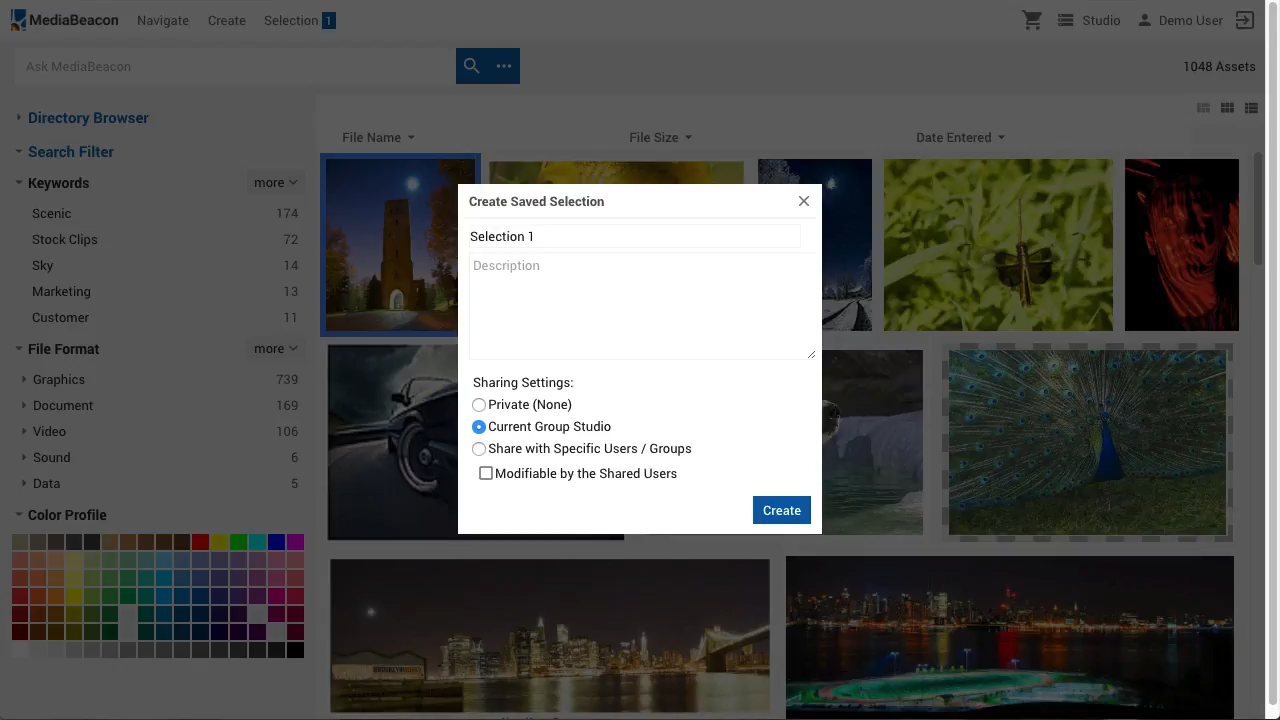 MediaBeacon Navigate Create Selection 1 Studio Demo User
Ask MediaBeacon
1048 Assets
Directory Browser
Search Filter
Keywords more
Scenic 174
Stock Clips 72
Sky 14
Marketing 13
Customer 11
File Format more
Graphics 739
Document 169
Video 106
Sound 6
Data 5
Color Profile
File Name File Size Date Entered
Create Saved Selection
Selection 1
Description
Sharing Settings:
Private (None)
Current Group Studio
Share with Specific Users / Groups
Modifiable by the Shared Users
Create